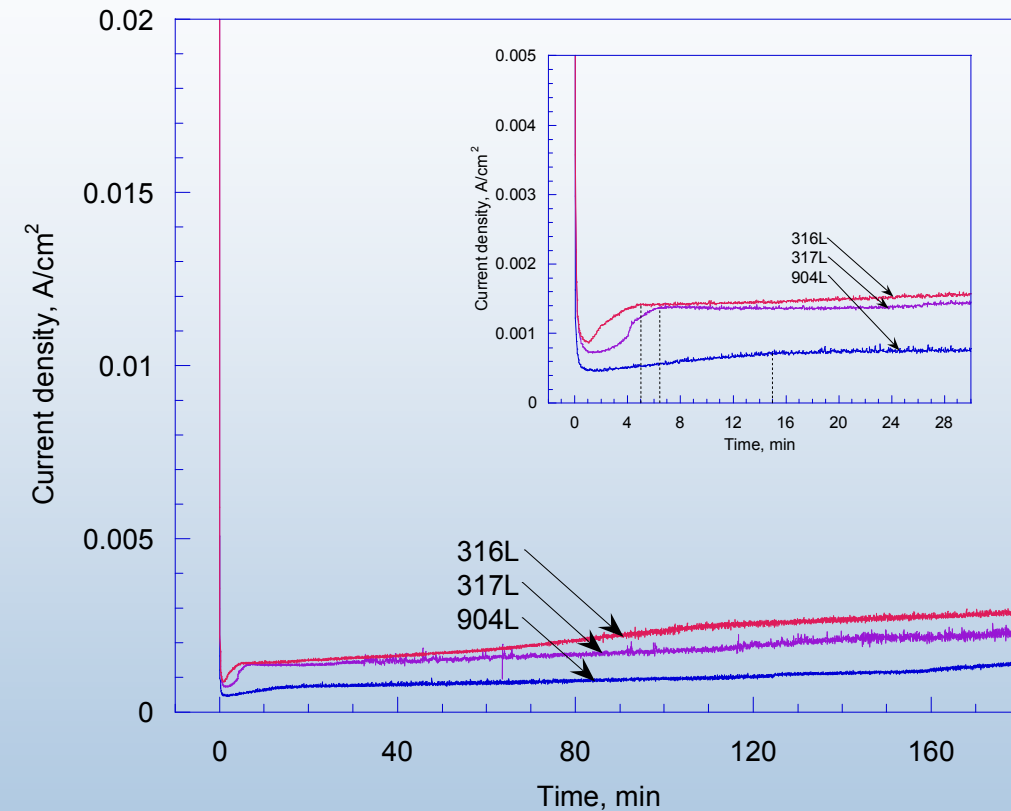 0.02
0.015
0.01
0.005
0
Current density, A/cm²
0 40 80 120 160
Time, min
316L
317L
904L
0.005
0.004
0.003
0.002
0.001
0
Current density, A/cm²
0 4 8 12 16 20 24 28
Time, min
316L
317L
904L